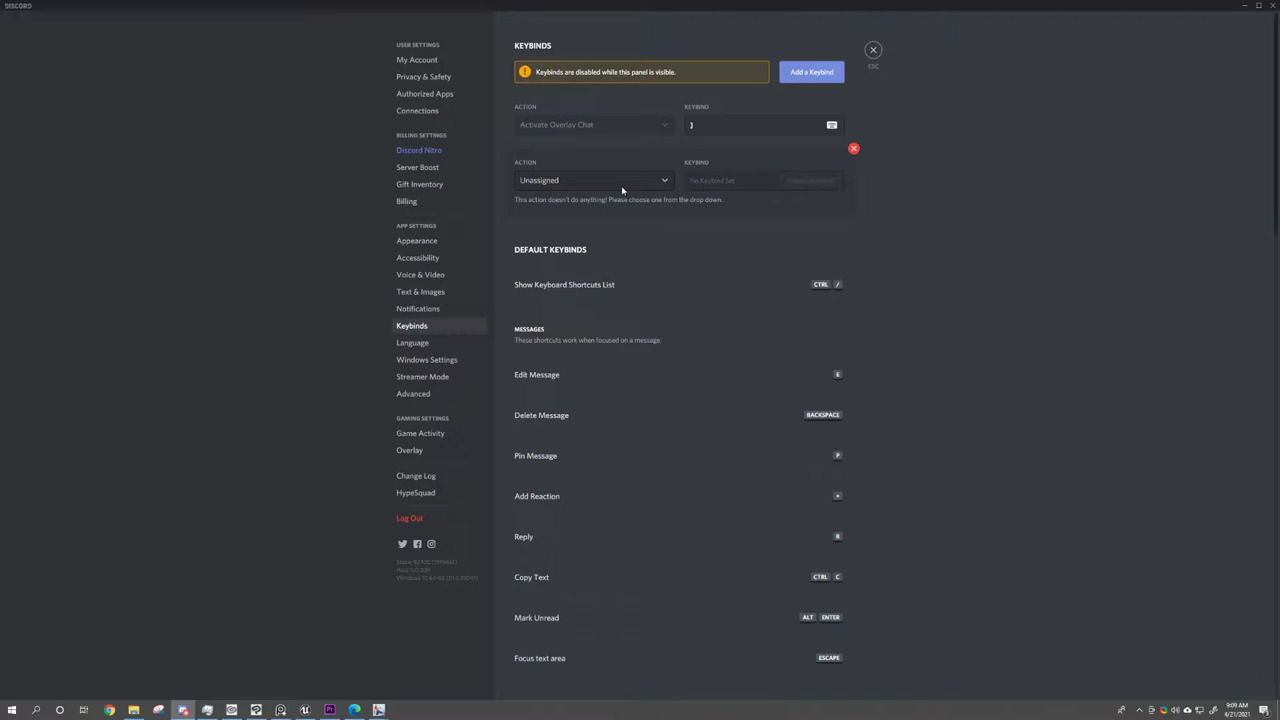 DISCORD
USER SETTINGS
My Account
Privacy & Safety
Authorized Apps
Connections
BILLING SETTINGS
Discord Nitro
Server Boost
Gift Inventory
Billing
APP SETTINGS
Appearance
Accessibility
Voice & Video
Text & Images
Notifications
Keybinds
Language
Windows Settings
Streamer Mode
Advanced
GAMING SETTINGS
Game Activity
Overlay
Change Log
HypeSquad
Log Out
KEYBINDS
Keybinds are disabled while this panel is visible.
Add a Keybind
ESC
ACTION KEYBIND
Activate Overlay Chat ]
ACTION KEYBIND
Unassigned No Keybind Set
This action doesn't do anything! Please choose one from the drop down.
DEFAULT KEYBINDS
Show Keyboard Shortcuts List CTRL /
MESSAGES
These shortcuts work when focused on a message.
Edit Message E
Delete Message BACKSPACE
Pin Message P
Add Reaction +
Reply R
Copy Text CTRL C
Mark Unread ALT ENTER
Focus text area ESCAPE
9:09 AM
4/21/2021